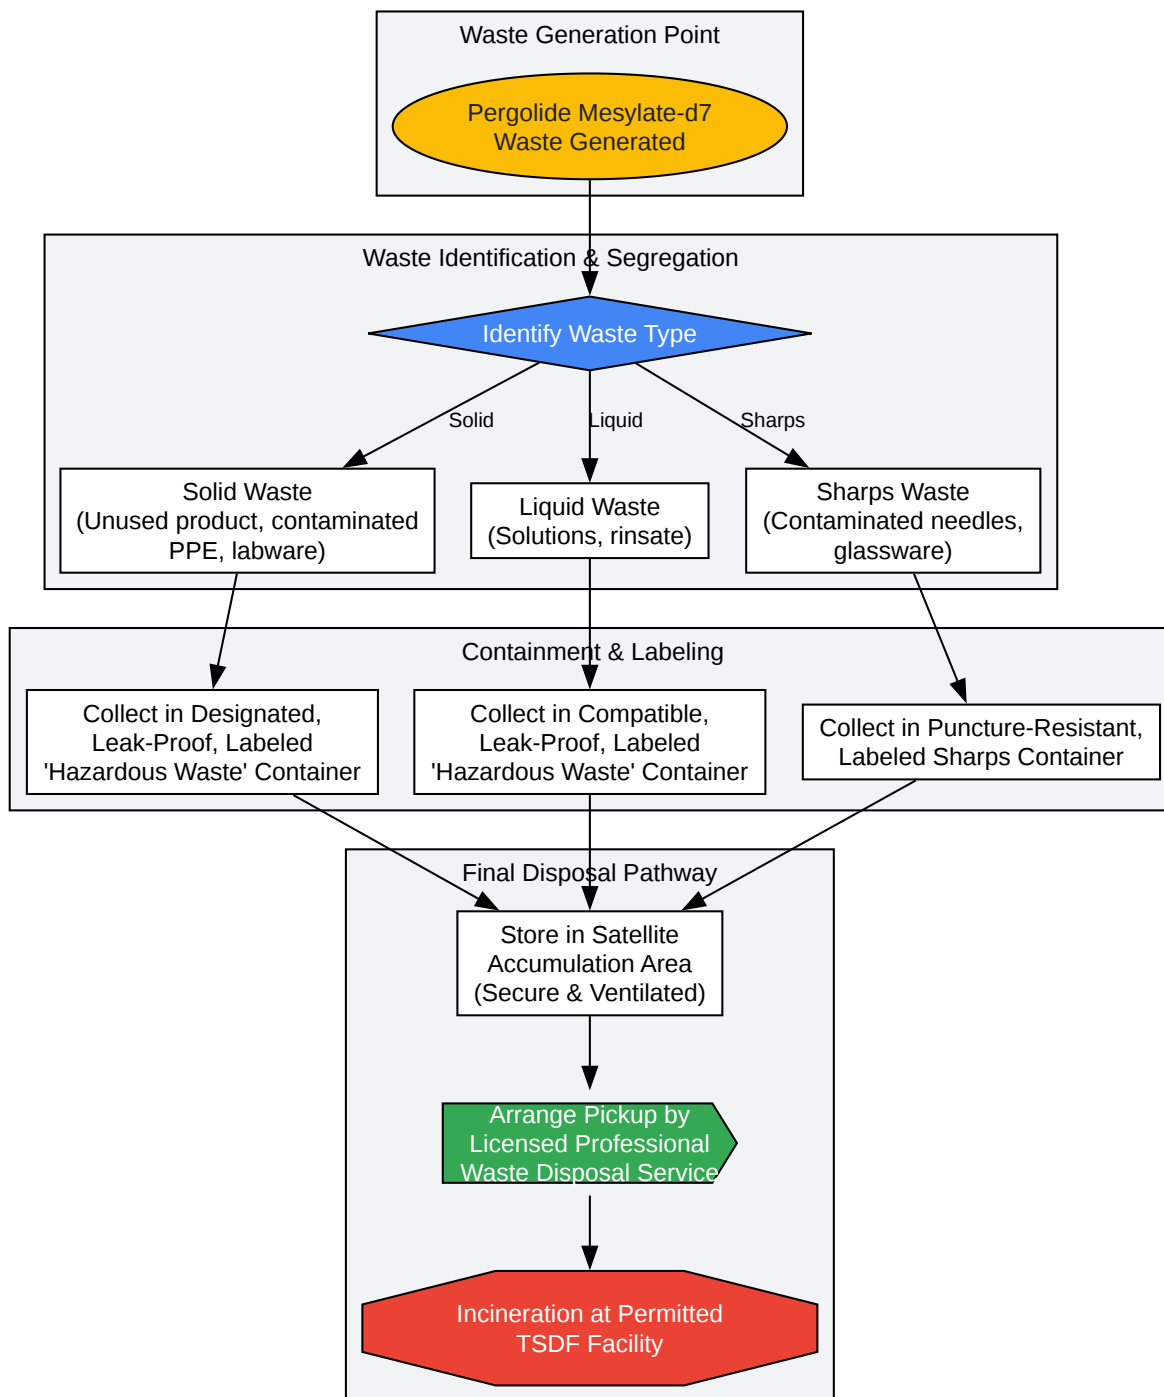 Waste Generation Point
Pergolide Mesylate-d7
Waste Generated
Waste Identification & Segregation
Identify Waste Type
Solid
Liquid
Sharps
Solid Waste
(Unused product, contaminated
PPE, labware)
Liquid Waste
(Solutions, rinsate)
Sharps Waste
(Contaminated needles,
glassware)
Containment & Labeling
Collect in Designated,
Leak-Proof, Labeled
'Hazardous Waste' Container
Collect in Compatible,
Leak-Proof, Labeled
'Hazardous Waste' Container
Collect in Puncture-Resistant,
Labeled Sharps Container
Final Disposal Pathway
Store in Satellite
Accumulation Area
(Secure & Ventilated)
Arrange Pickup by
Licensed Professional
Waste Disposal Service
Incineration at Permitted
TSDF Facility